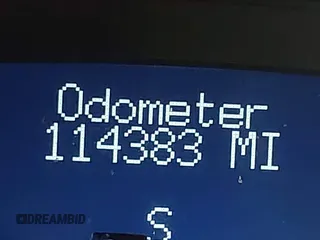 Odometer
114383 MI
S
DREAMBID